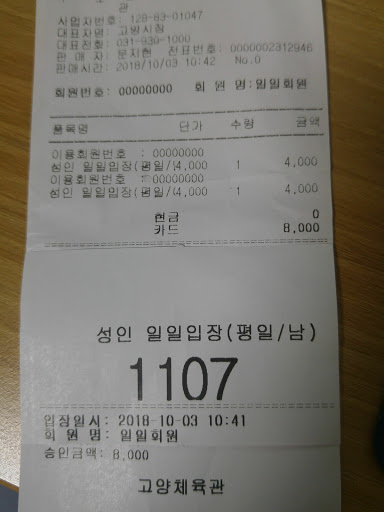 관
사업자번호: 128-83-01047
대표자명: 고양시장
대표전화: 031-930-1000
판 매 자: 문지현 전표번호: 0000002312946
판매시간: 2018/10/03 10:42 No.0
회원번호: 00000000 회 원 명:일일회원
품목명 단가 수량 금액
이용회원번호 : 00000000
성인 일일입장(평일/(4,000 1 4,000
이용회원번호 : 00000000
성인 일일입장(평일/(4,000 1 4,000
현금 0
카드 8,000
성인 일일입장(평일/남)
1107
입장일시: 2018-10-03 10:41
회 원 명: 일일회원
승인금액: 8,000
고양체육관